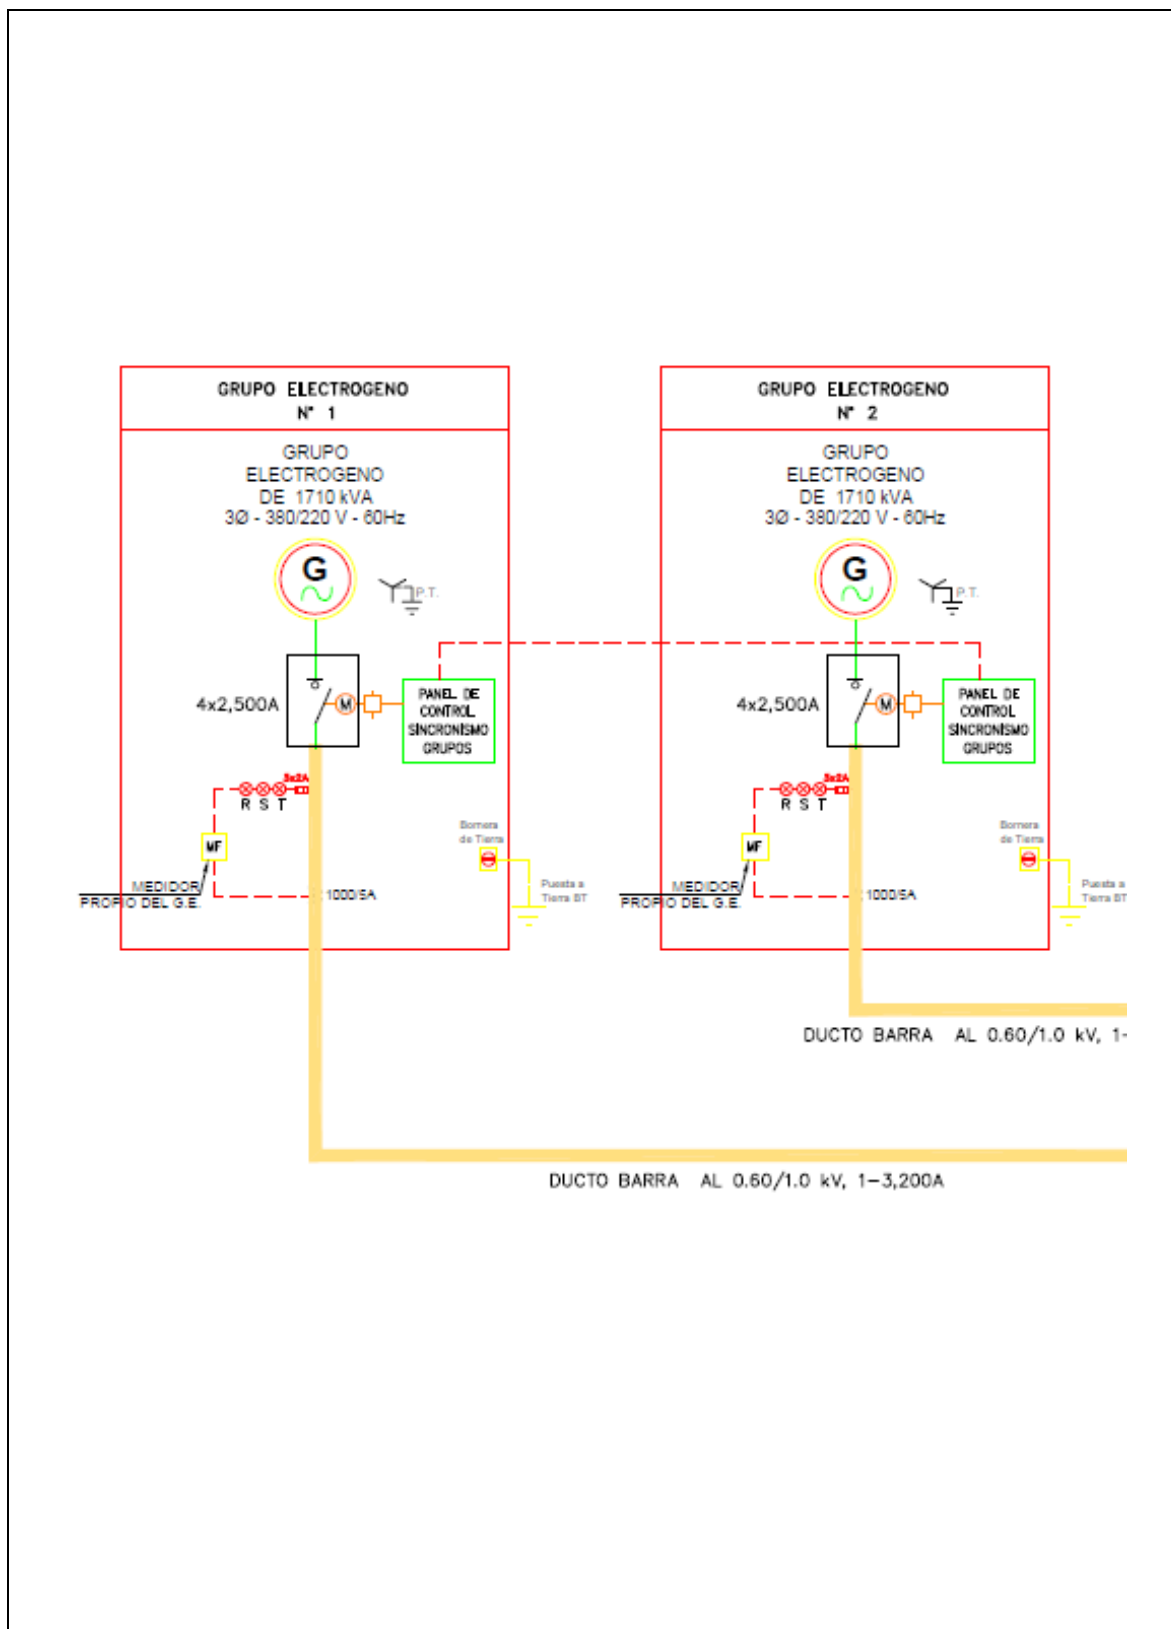 GRUPO ELECTROGENO
N° 1
GRUPO
ELECTROGENO
DE 1710 kVA
3Ø - 380/220 V - 60Hz
G
P.T.
4x2,500A
M
PANEL DE
CONTROL
SINCRONISMO
GRUPOS
3x2A
R S T
MF
MEDIDOR
PROPIO DEL G.E.
1000/5A
Bornera
de Tierra
Puesta a
Tierra BT
GRUPO ELECTROGENO
N° 2
GRUPO
ELECTROGENO
DE 1710 kVA
3Ø - 380/220 V - 60Hz
G
P.T.
4x2,500A
M
PANEL DE
CONTROL
SINCRONISMO
GRUPOS
3x2A
R S T
MF
MEDIDOR
PROPIO DEL G.E.
1000/5A
Bornera
de Tierra
Puesta a
Tierra BT
DUCTO BARRA AL 0.60/1.0 kV, 1-
DUCTO BARRA AL 0.60/1.0 kV, 1-3,200A